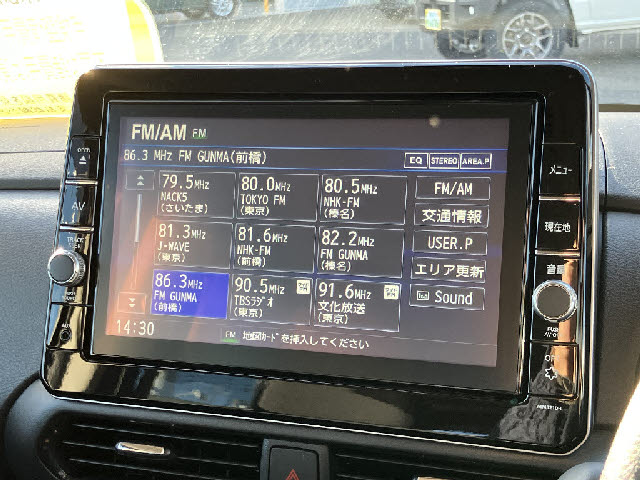 FM/AM FM
86.3 MHz FM GUNMA(前橋)
EQ STEREO AREA.P
79.5MHz
NACK5
(さいたま)
80.0MHz
TOKYO FM
(東京)
80.5MHz
NHK-FM
(榛名)
FM/AM
81.3MHz
J-WAVE
(東京)
81.6MHz
NHK-FM
(前橋)
82.2MHz
FM GUNMA
(榛名)
交通情報
USER.P
エリア更新
86.3MHz
FM GUNMA
(前橋)
90.5MHz
TBSラジオ
(東京)
91.6MHz
文化放送
(東京)
Sound
14:30
FM 地図カードを挿入してください
AV
メニュー
現在地
音量